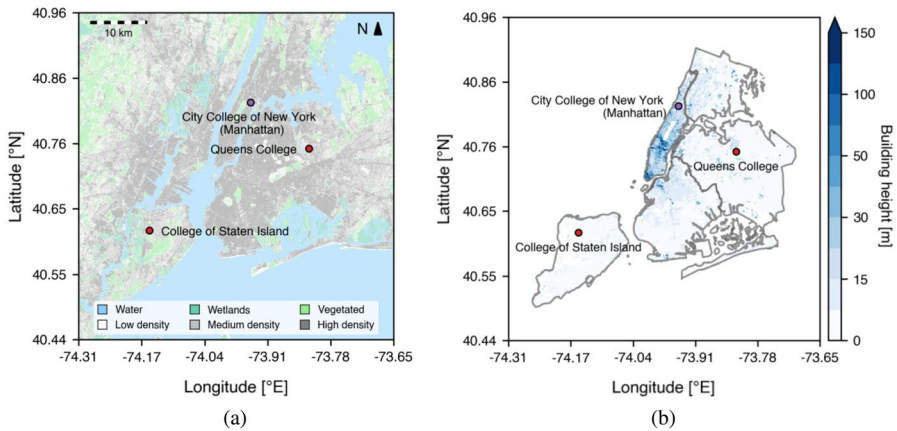 40.96
40.86
40.76
40.65
40.55
40.44
Latitude [°N]
10 km
N
City College of New York
(Manhattan)
Queens College
College of Staten Island
Water
Wetlands
Vegetated
Low density
Medium density
High density
-74.31
-74.17
-74.04
-73.91
-73.78
-73.65
Longitude [°E]
(a)
40.96
40.86
40.76
40.65
40.55
40.44
Latitude [°N]
City College of New York
(Manhattan)
Queens College
College of Staten Island
-74.31
-74.17
-74.04
-73.91
-73.78
-73.65
Longitude [°E]
150
100
50
30
15
0
Building height [m]
(b)